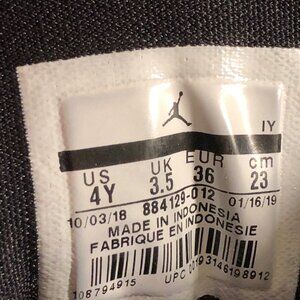 IY
US UK EUR cm
4Y 3.5 36 23
10/03/18 884129-012 01/16/19
MADE IN INDONESIA
FABRIQUE EN INDONESIE
108794915